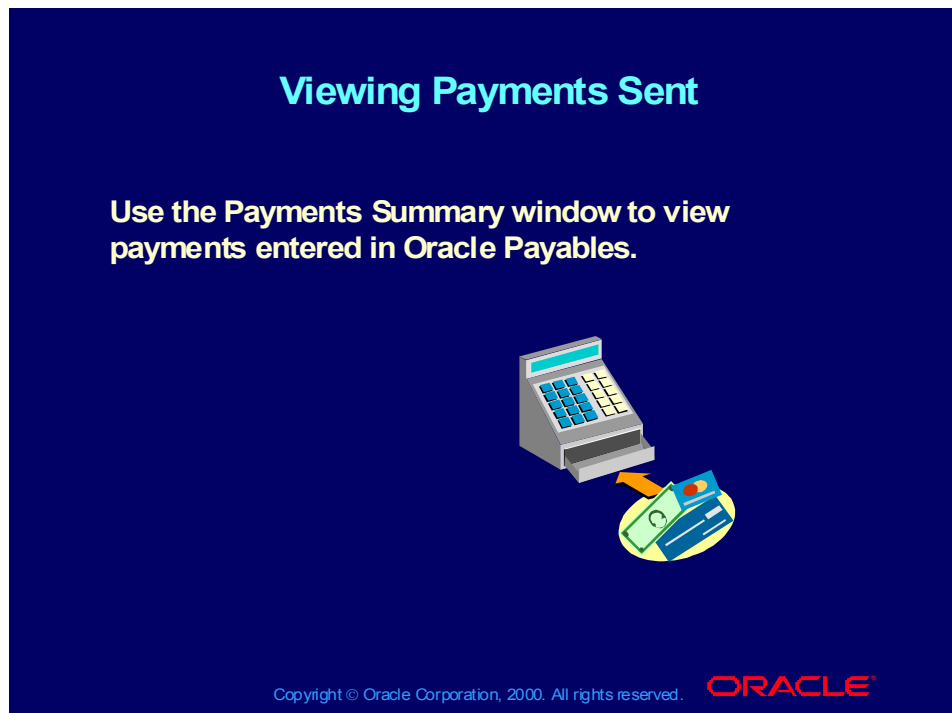 Viewing Payments Sent
Use the Payments Summary window to view
payments entered in Oracle Payables.
Copyright © Oracle Corporation, 2000. All rights reserved.
ORACLE®